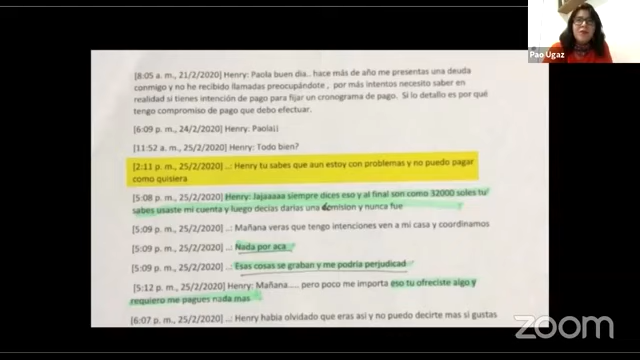 Pao Ugaz
[8:05 a. m., 21/2/2020] Henry: Paola buen dia.. hace más de año me presentas una deuda
conmigo y no he recibido llamadas preocupándote, por más intentos necesito saber en
realidad si tienes intención de pago para fijar un cronograma de pago. Si lo detallo es por qué
tengo compromiso de pago que debo efectuar.
[6:09 p. m., 24/2/2020] Henry: Paola¡¡
[11:52 a. m., 25/2/2020] Henry: Todo bien?
[2:11 p. m., 25/2/2020] ..: Henry tu sabes que aun estoy con problemas y no puedo pagar
como quisiera
[5:08 p. m., 25/2/2020] Henry: Jajaaaaa siempre dices eso y al final son como 32000 soles tu
sabes usaste mi cuenta y luego decias darias una comision y nunca fue
[5:09 p. m., 25/2/2020] ..: Mañana veras que tengo intenciones ven a mi casa y coordinamos
[5:09 p. m., 25/2/2020] ..: Nada por aca
[5:09 p. m., 25/2/2020] ..: Esas cosas se graban y me podria perjudicad
[5:12 p. m., 25/2/2020] Henry: Mañana..... pero poco me importa eso tu ofreciste algo y
requiero me pagues nada mas
[6:07 p. m., 25/2/2020] ..: Henry habia olvidado que eras asi y no puedo decirte mas si gustas
zoom